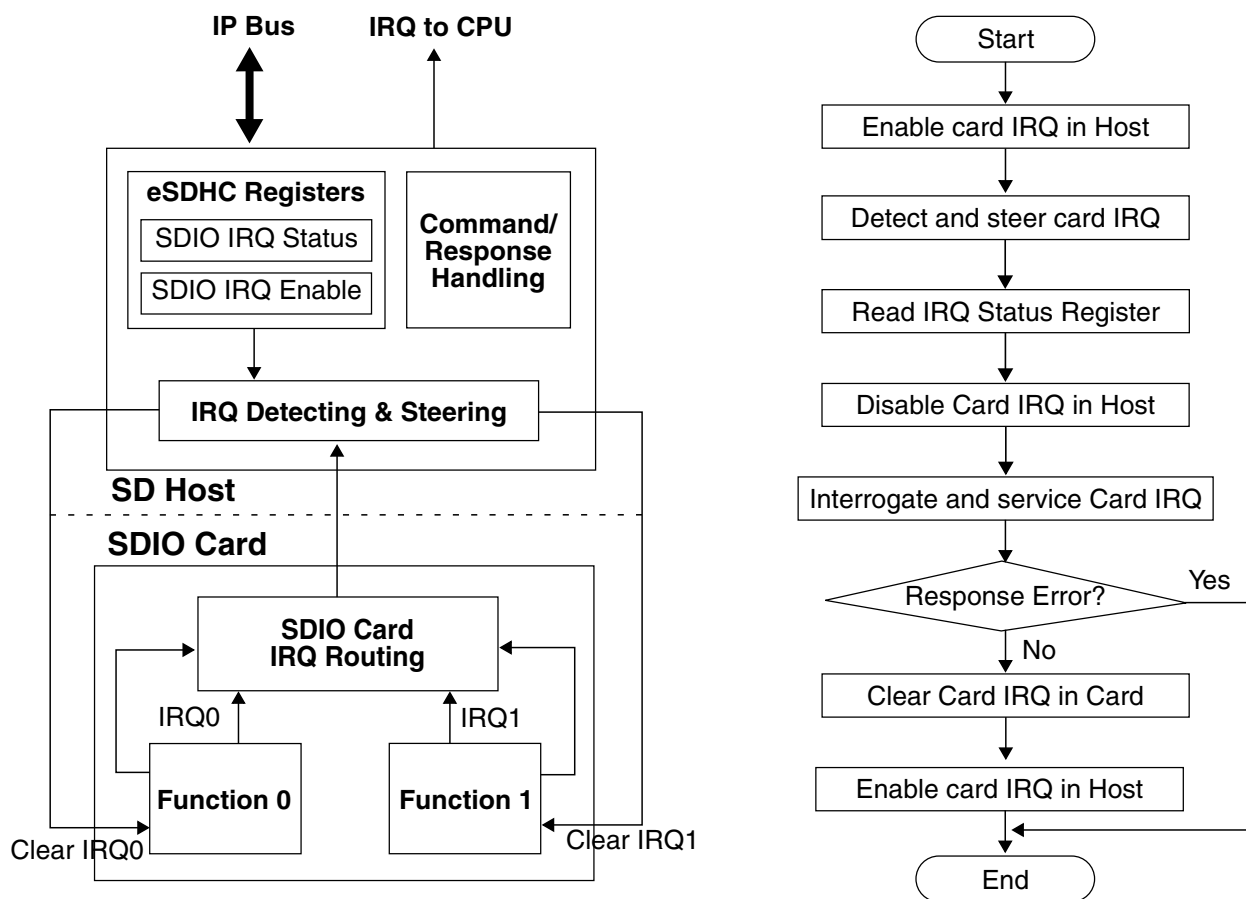 IP Bus
IRQ to CPU
eSDHC Registers
SDIO IRQ Status
SDIO IRQ Enable
Command/
Response
Handling
IRQ Detecting & Steering
SD Host
SDIO Card
SDIO Card
IRQ Routing
IRQ0
IRQ1
Function 0
Function 1
Clear IRQ0
Clear IRQ1
Start
Enable card IRQ in Host
Detect and steer card IRQ
Read IRQ Status Register
Disable Card IRQ in Host
Interrogate and service Card IRQ
Response Error?
Yes
No
Clear Card IRQ in Card
Enable card IRQ in Host
End